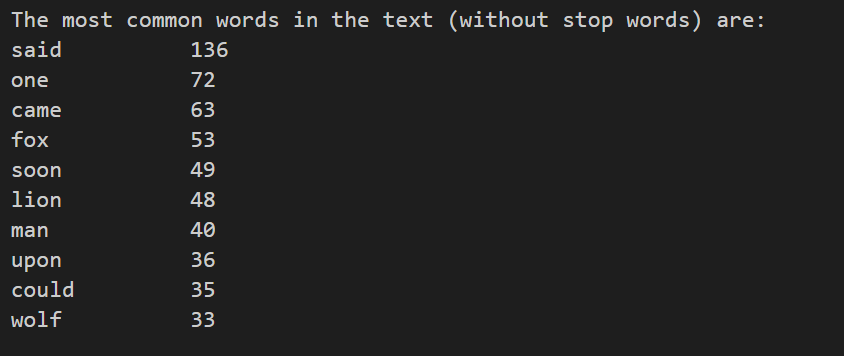 The most common words in the text (without stop words) are:
said 136
one 72
came 63
fox 53
soon 49
lion 48
man 40
upon 36
could 35
wolf 33